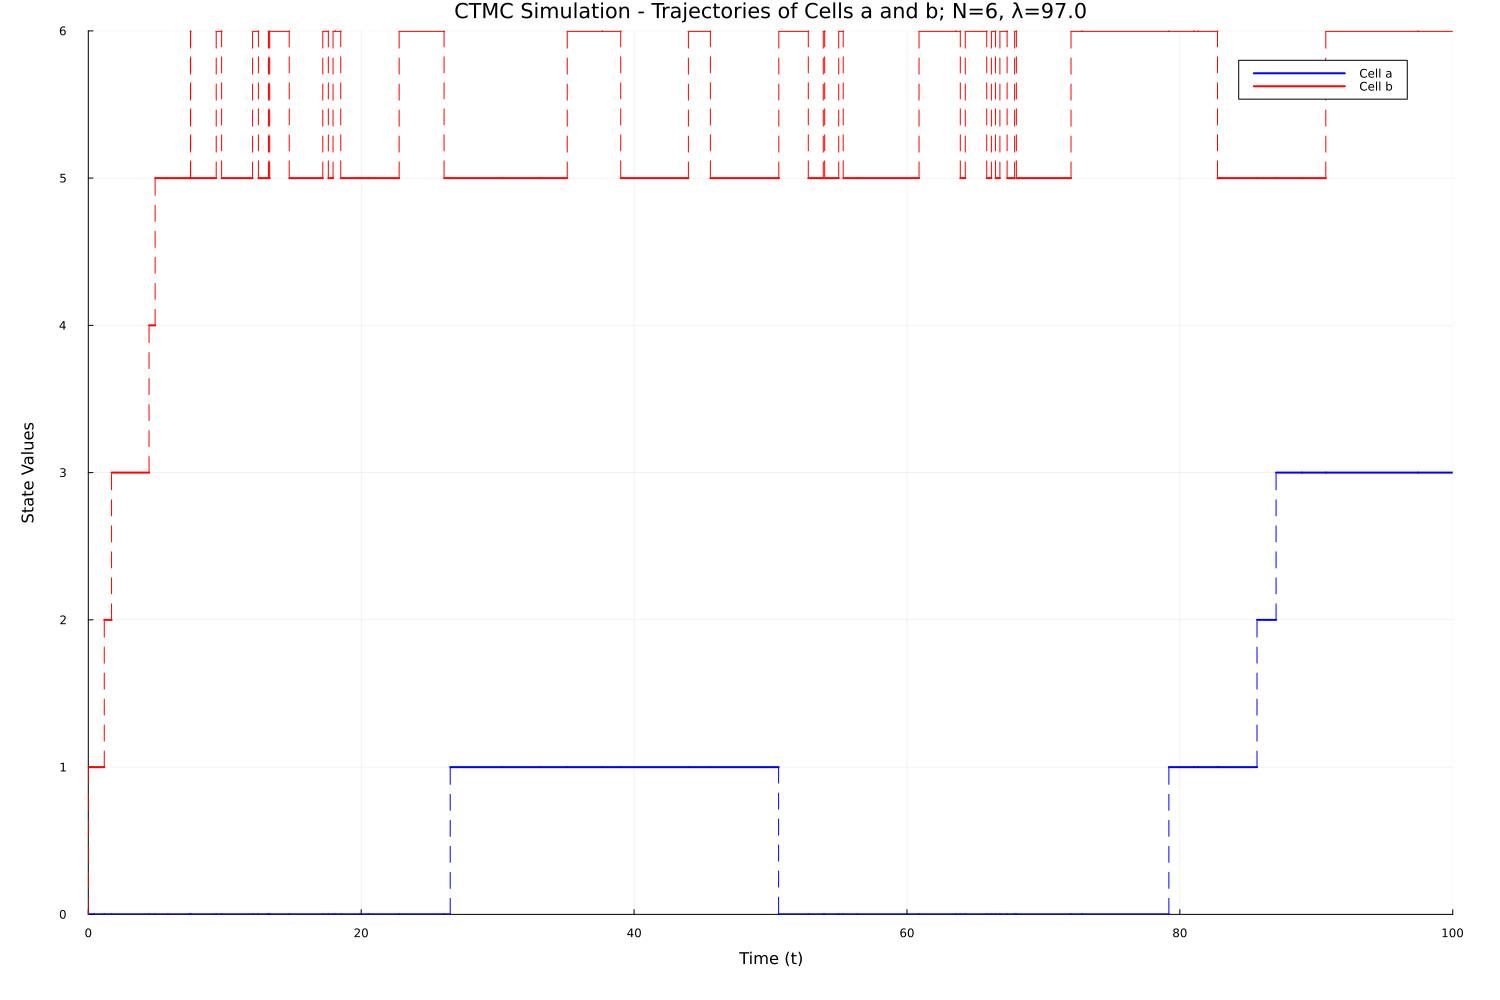 CTMC Simulation - Trajectories of Cells a and b; N=6, λ=97.0
6
Cell a
Cell b
5
4
State Values
3
2
1
0
0 20 40 60 80 100
Time (t)